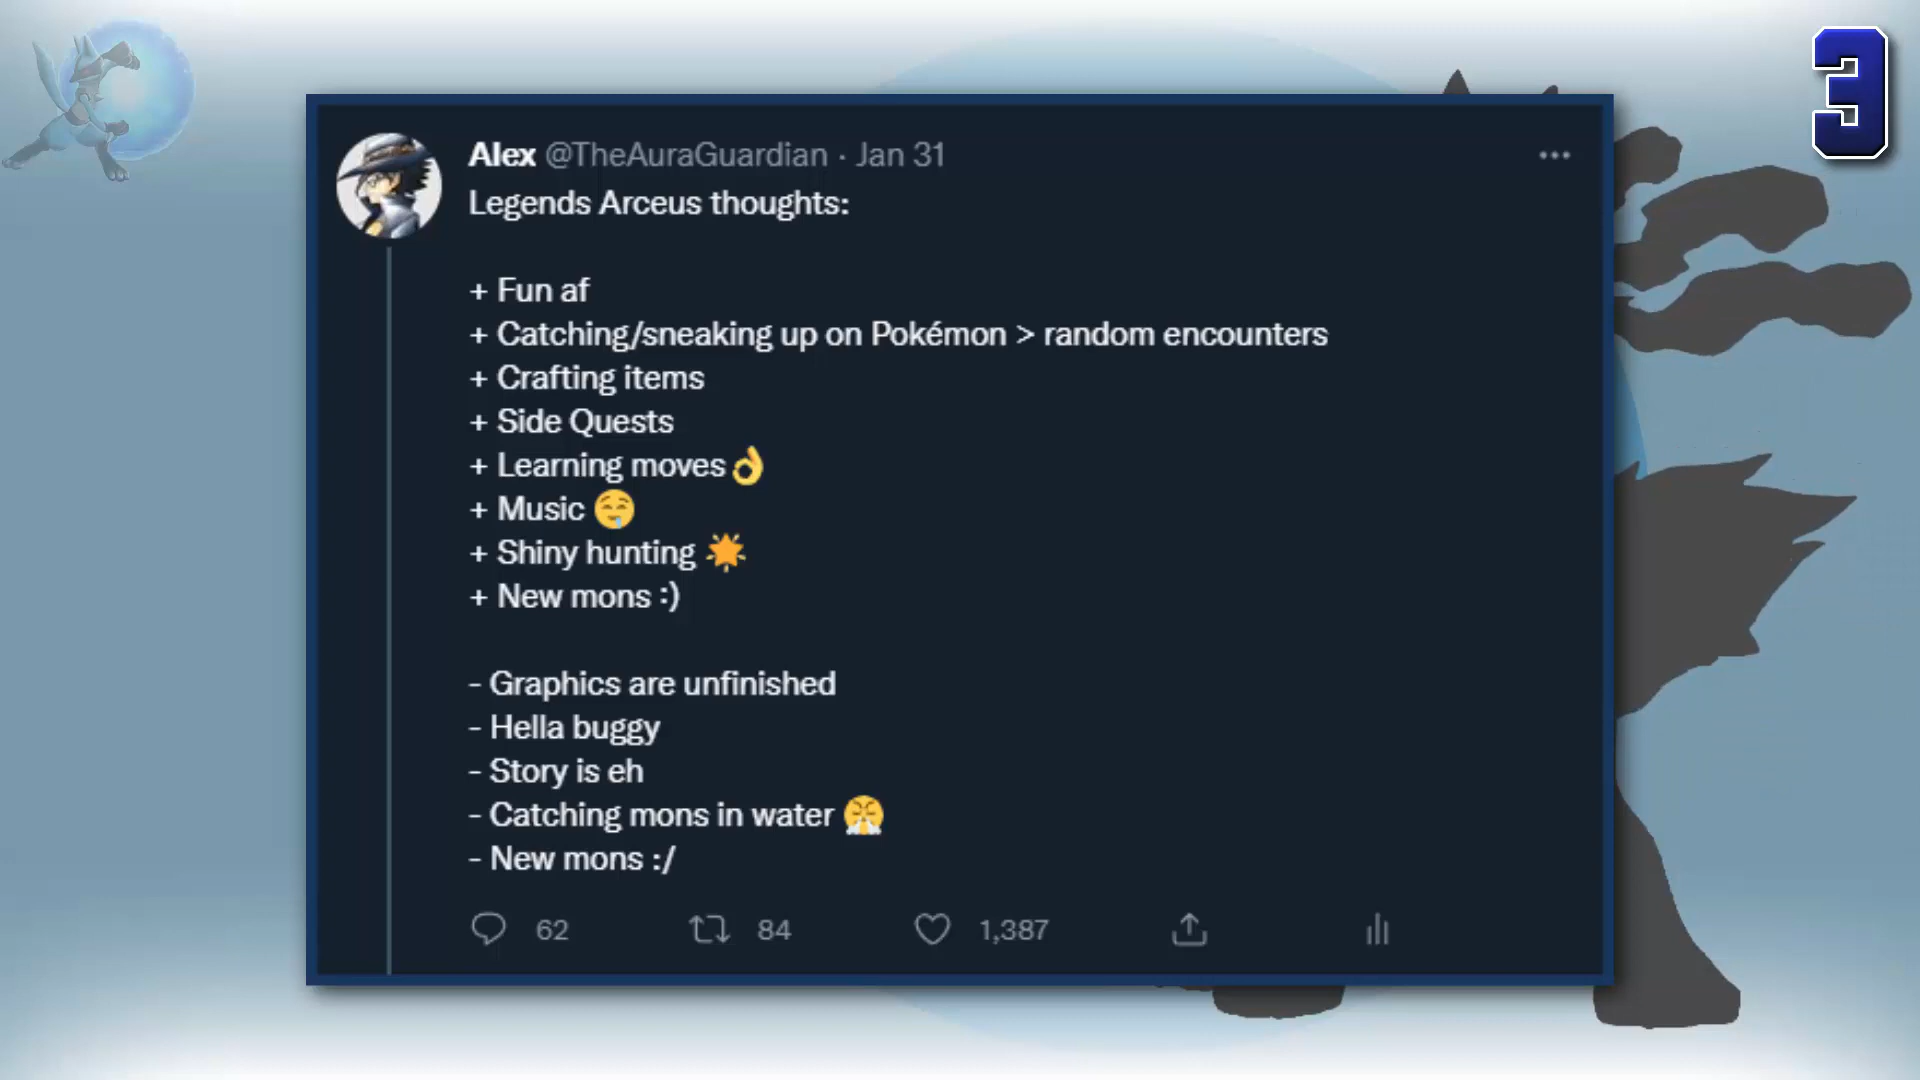 3
Alex @TheAuraGuardian · Jan 31
Legends Arceus thoughts:
+ Fun af
+ Catching/sneaking up on Pokémon > random encounters
+ Crafting items
+ Side Quests
+ Learning moves👌
+ Music 🤤
+ Shiny hunting 🌟
+ New mons :)
- Graphics are unfinished
- Hella buggy
- Story is eh
- Catching mons in water 😤
- New mons :/
62 84 1,387